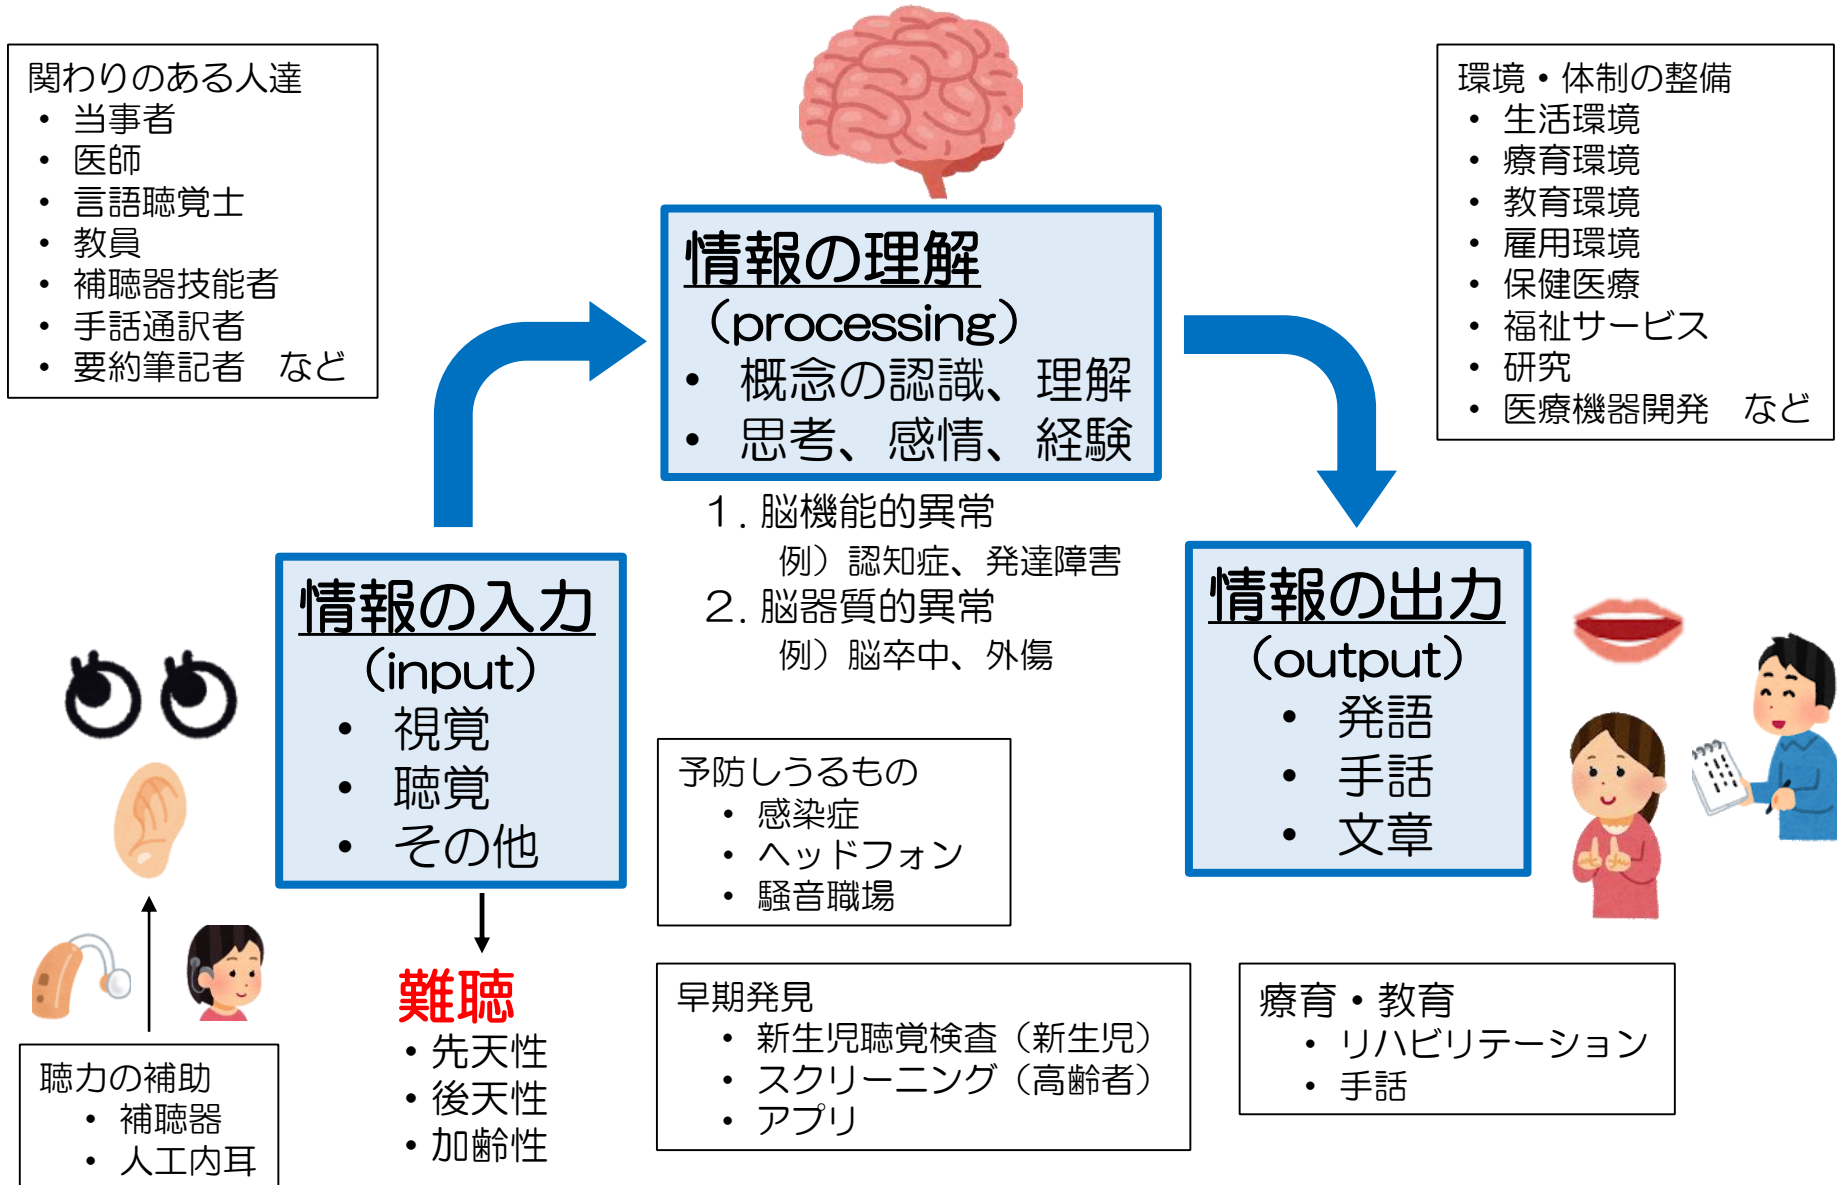 関わりのある人達
・ 当事者
・ 医師
・ 言語聴覚士
・ 教員
・ 補聴器技能者
・ 手話通訳者
・ 要約筆記者　など
環境・体制の整備
・ 生活環境
・ 療育環境
・ 教育環境
・ 雇用環境
・ 保健医療
・ 福祉サービス
・ 研究
・ 医療機器開発　など
情報の理解
（processing）
・ 概念の認識、理解
・ 思考、感情、経験
１. 脳機能的異常
例）認知症、発達障害
２. 脳器質的異常
例）脳卒中、外傷
情報の入力
（input）
・ 視覚
・ 聴覚
・ その他
情報の出力
（output）
・ 発語
・ 手話
・ 文章
予防しうるもの
・ 感染症
・ ヘッドフォン
・ 騒音職場
難聴
・先天性
・後天性
・加齢性
早期発見
・ 新生児聴覚検査（新生児）
・ スクリーニング（高齢者）
・ アプリ
療育・教育
・ リハビリテーション
・ 手話
聴力の補助
・ 補聴器
・ 人工内耳